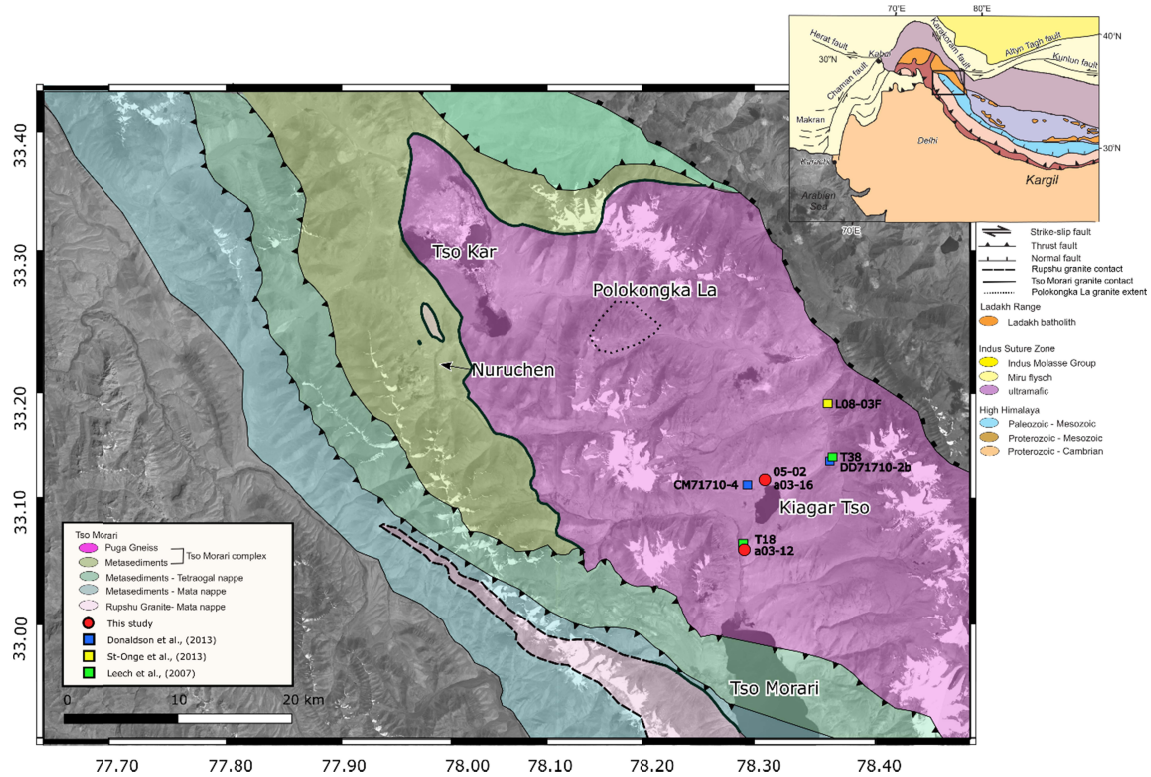 70°E
80°E
40°N
Herat fault
Kabul
Karakoram fault
Altyn Tagh fault
30°N
Kunlun fault
Chaman fault
Makran
Delhi
30°N
Karachi
Kargil
Arabian
Sea
70°E
33.40
33.30
33.20
33.10
33.00
Tso Kar
Polokongka La
Nuruchen
L08-03F
T38
DD71710-2b
05-02
a03-16
CM71710-4
Kiagar Tso
T18
a03-12
Tso Morari
Strike-slip fault
Thrust fault
Normal fault
Rupshu granite contact
Tso Morari granite contact
Polokongka La granite extent
Ladakh Range
Ladakh batholith
Indus Suture Zone
Indus Molasse Group
Miru flysch
ultramafic
High Himalaya
Paleozoic - Mesozoic
Proterozoic - Mesozoic
Proterozoic - Cambrian
Tso Morari
Puga Gneiss
Tso Morari complex
Metasediments
Metasediments - Tetraogal nappe
Metasediments - Mata nappe
Rupshu Granite- Mata nappe
This study
Donaldson et al., (2013)
St-Onge et al., (2013)
Leech et al., (2007)
0 10 20 km
77.70 77.80 77.90 78.00 78.10 78.20 78.30 78.40